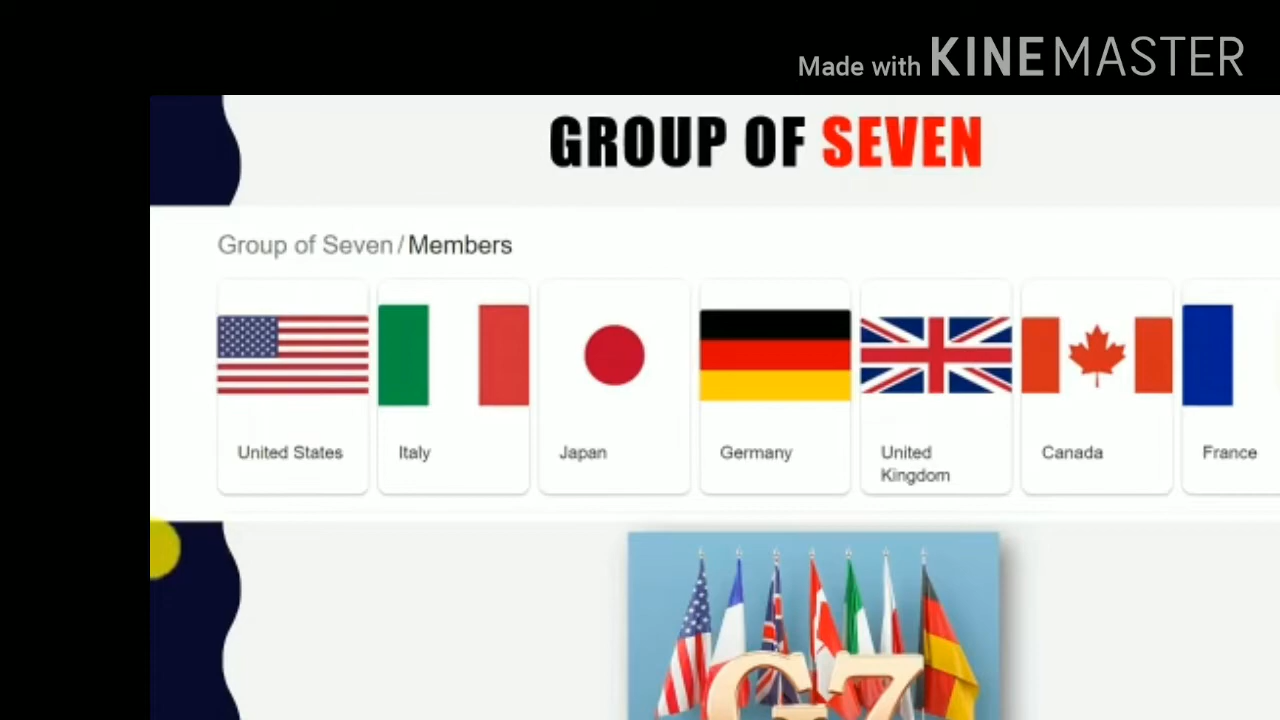 Made with KINEMASTER
GROUP OF SEVEN
Group of Seven / Members
United States
Italy
Japan
Germany
United
Kingdom
Canada
France
G7